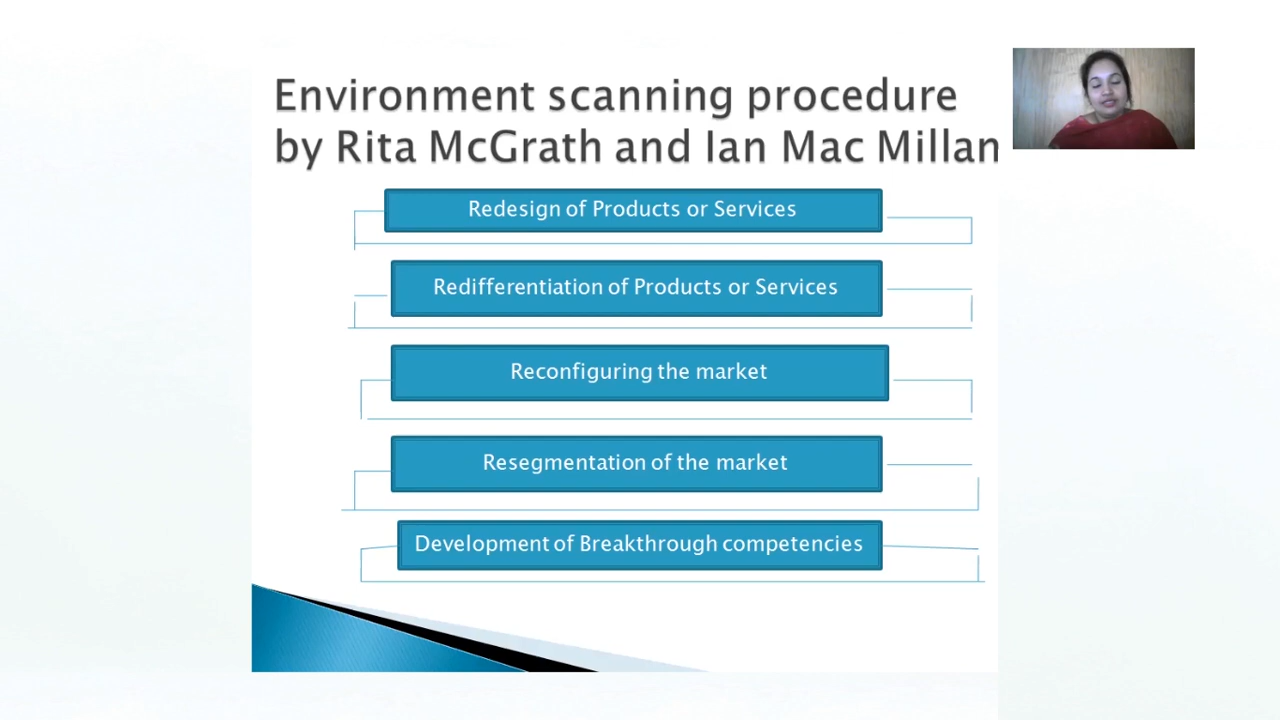 Environment scanning procedure
by Rita McGrath and Ian Mac Millan
Redesign of Products or Services
Redifferentiation of Products or Services
Reconfiguring the market
Resegmentation of the market
Development of Breakthrough competencies